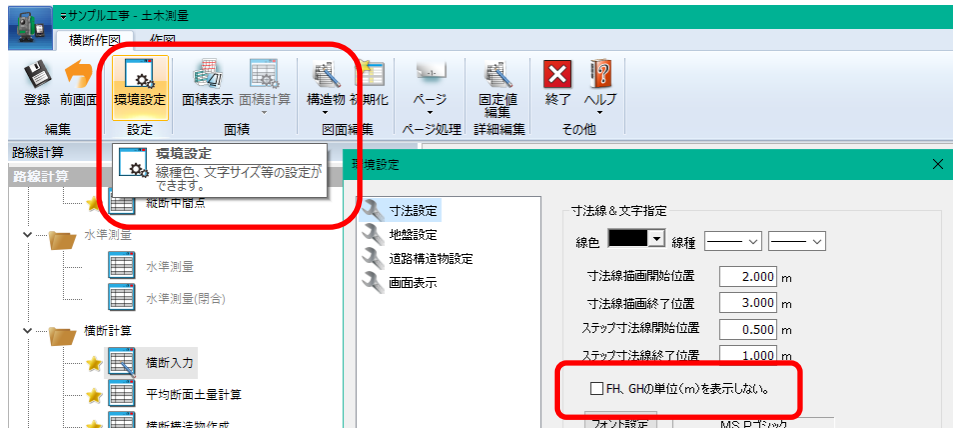 サンプル工事 - 土木測量
横断作図 作図
登録 前画面 環境設定 面積表示 面積計算 構造物 初期化 ページ 固定値編集 終了 ヘルプ
編集 設定 面積 図面編集 ページ処理 詳細編集 その他
路線計算
路線計算
環境設定
線種色、文字サイズ等の設定が
できます。
縦断中間点
水準測量
水準測量
水準測量(閉合)
横断計算
横断入力
平均断面土量計算
横断構造物作成
環境設定
寸法設定
地盤設定
道路構造物設定
画面表示
寸法線&文字指定
線色 線種
寸法線描画開始位置 2.000 m
寸法線描画終了位置 3.000 m
ステップ寸法線開始位置 0.500 m
ステップ寸法線終了位置 1.000 m
FH、GHの単位(m)を表示しない。
フォント設定 MS Pゴシック